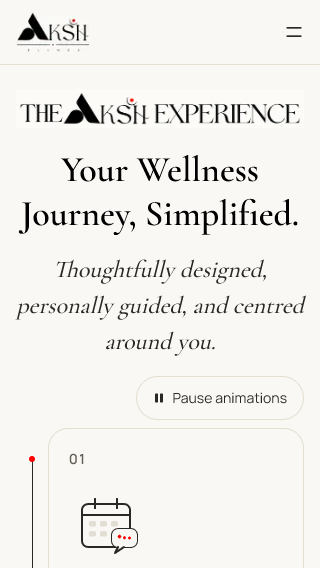 AKSH
THE AKSH EXPERIENCE
Your Wellness
Journey, Simplified.
Thoughtfully designed,
personally guided, and centred
around you.
Pause animations
01